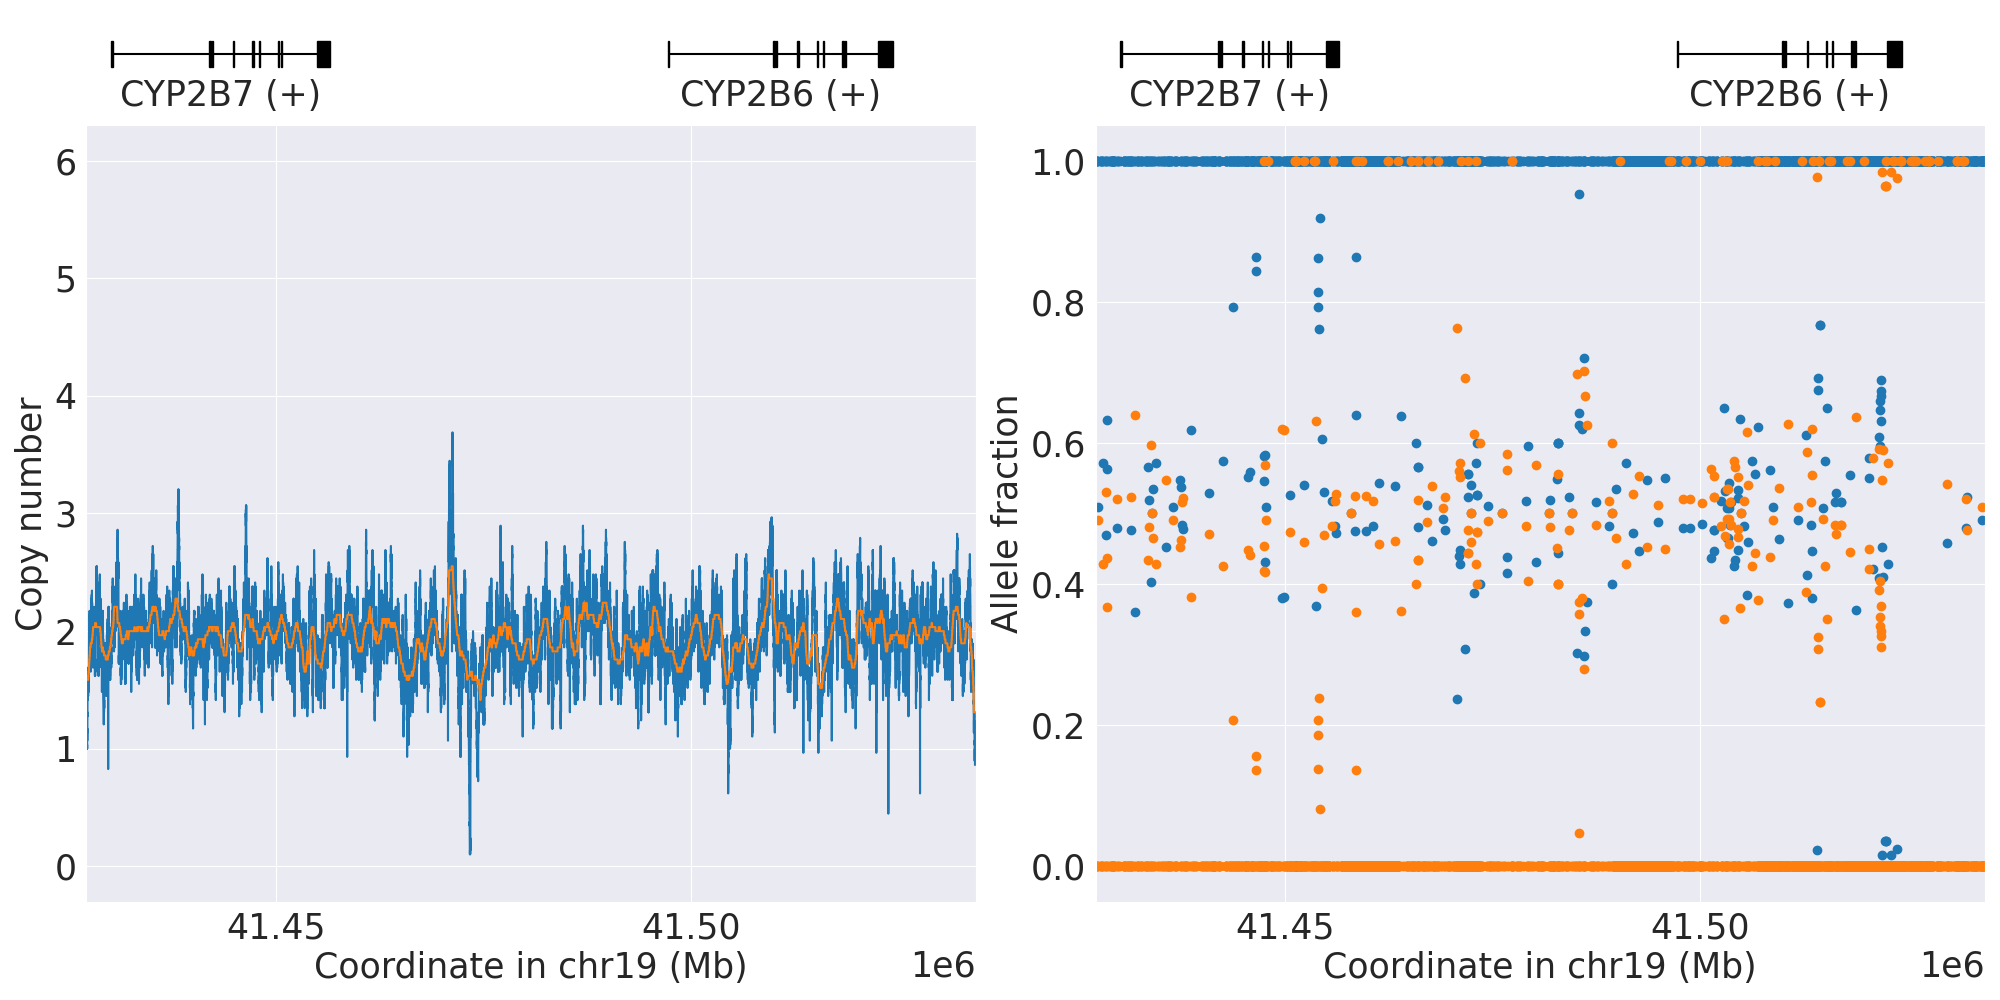 CYP2B7 (+) CYP2B6 (+)
6
5
4
3
2
1
0
Copy number
41.45 41.50
Coordinate in chr19 (Mb) 1e6
CYP2B7 (+) CYP2B6 (+)
1.0
0.8
0.6
0.4
0.2
0.0
Allele fraction
41.45 41.50
Coordinate in chr19 (Mb) 1e6